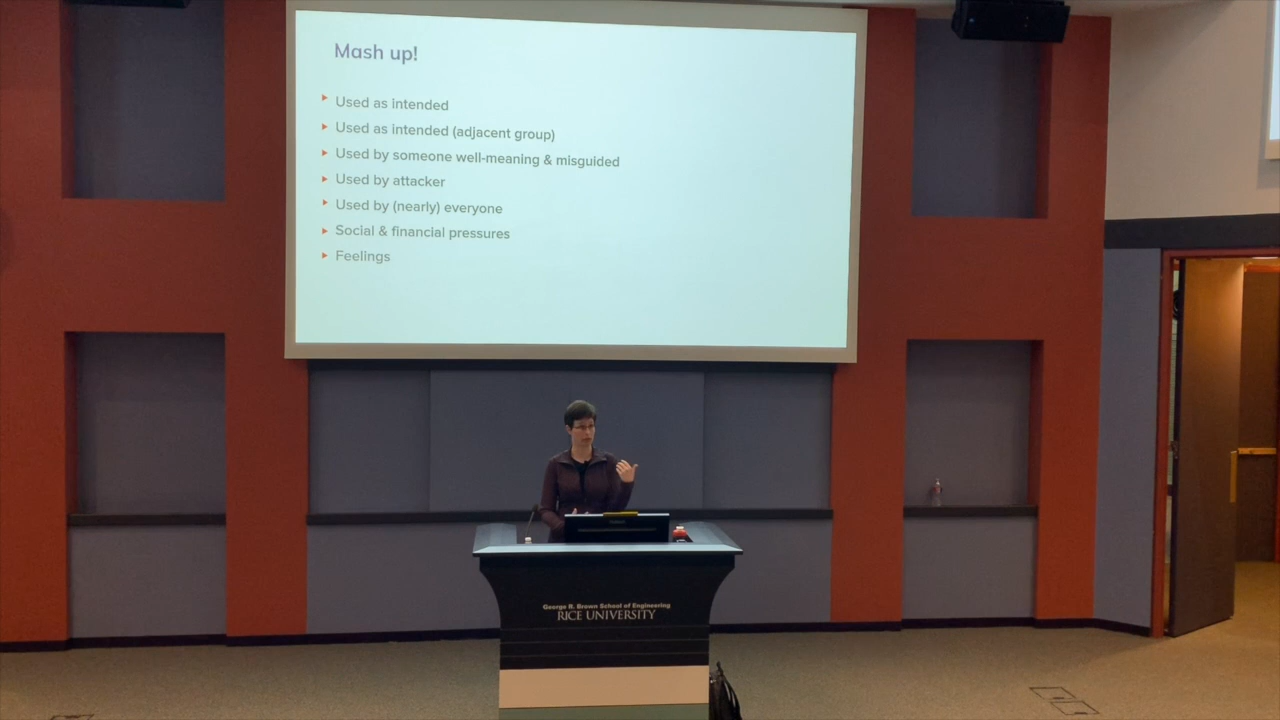 Mash up!
Used as intended
Used as intended (adjacent group)
Used by someone well-meaning & misguided
Used by attacker
Used by (nearly) everyone
Social & financial pressures
Feelings
George R. Brown School of Engineering
RICE UNIVERSITY